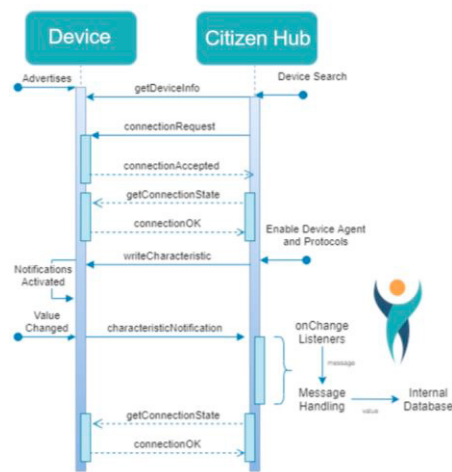 Device
Citizen Hub
Advertises
Device Search
getDeviceInfo
connectionRequest
connectionAccepted
getConnectionState
connectionOK
Enable Device Agent
and Protocols
writeCharacteristic
Notifications
Activated
Value
Changed
characteristicNotification
onChange
Listeners
message
Message
Handling
value
Internal
Database
getConnectionState
connectionOK